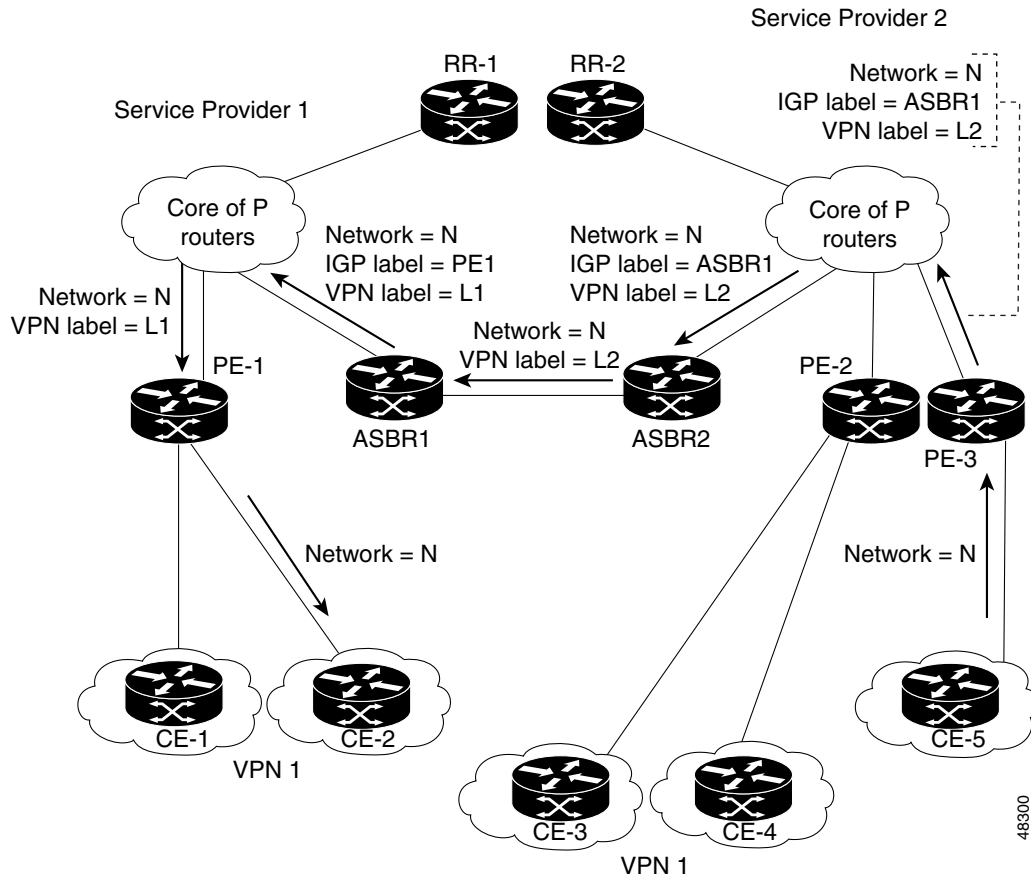 Service Provider 2
RR-1
RR-2
Network = N
IGP label = ASBR1
VPN label = L2
Service Provider 1
Core of P
routers
Core of P
routers
Network = N
IGP label = PE1
VPN label = L1
Network = N
IGP label = ASBR1
VPN label = L2
Network = N
VPN label = L1
Network = N
VPN label = L2
PE-1
PE-2
ASBR1
ASBR2
PE-3
Network = N
Network = N
CE-1
CE-2
CE-5
VPN 1
CE-3
CE-4
VPN 1
48300